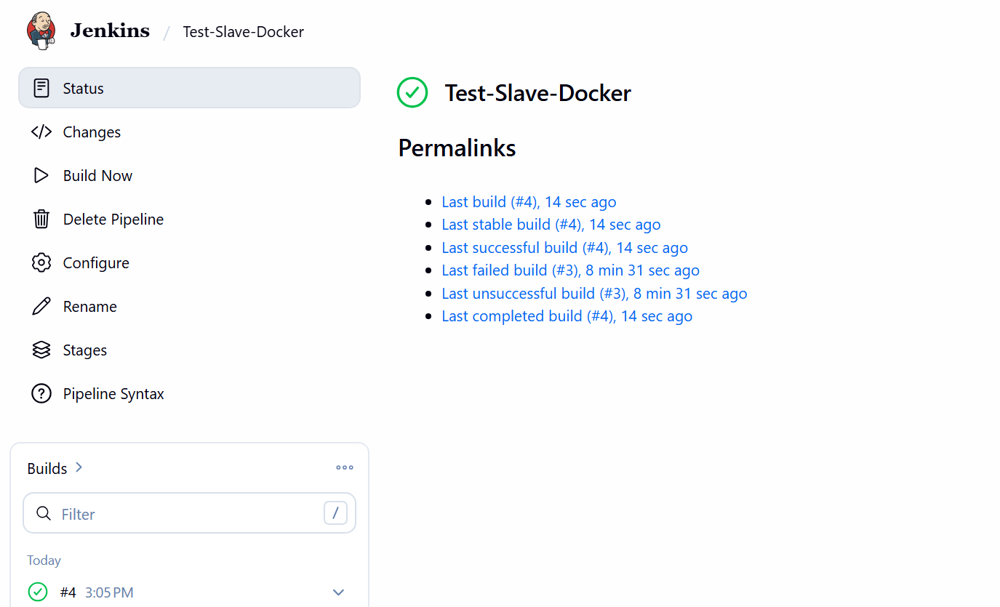 Jenkins / Test-Slave-Docker
Status
Changes
Build Now
Delete Pipeline
Configure
Rename
Stages
Pipeline Syntax
Builds
Filter /
Today
#4 3:05 PM
Test-Slave-Docker
Permalinks
Last build (#4), 14 sec ago
Last stable build (#4), 14 sec ago
Last successful build (#4), 14 sec ago
Last failed build (#3), 8 min 31 sec ago
Last unsuccessful build (#3), 8 min 31 sec ago
Last completed build (#4), 14 sec ago